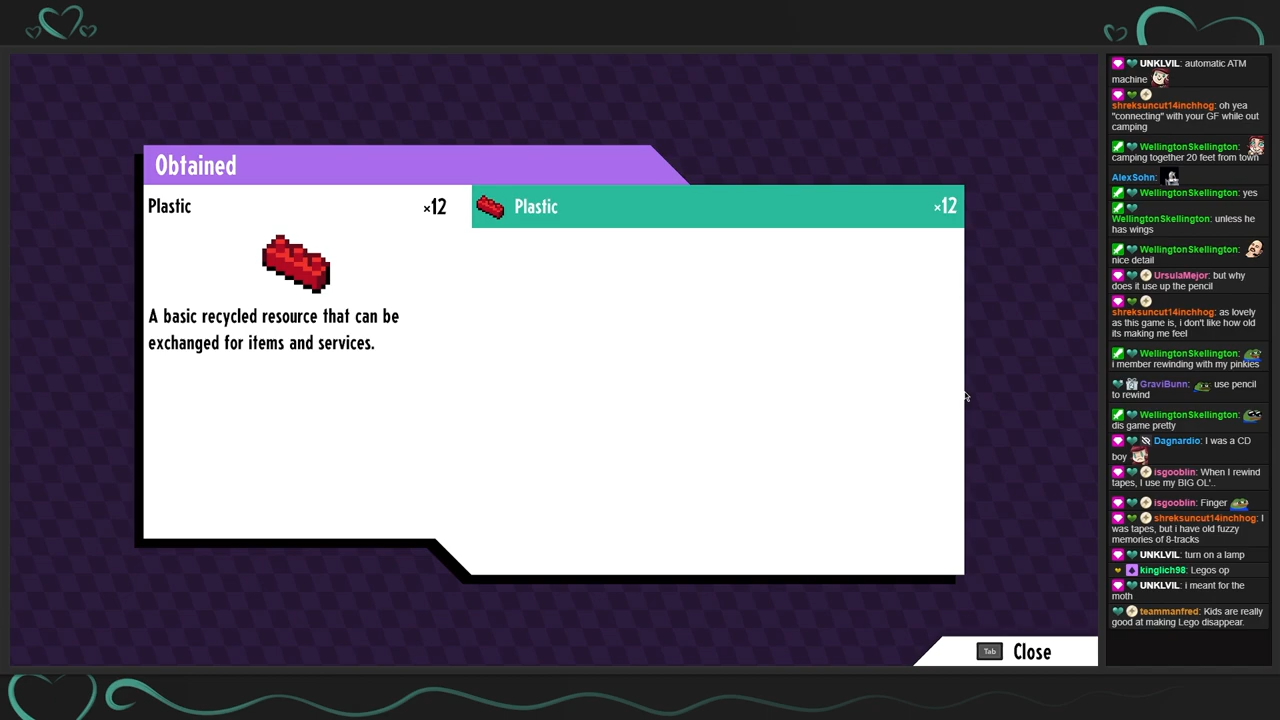 Obtained
Plastic ×12
A basic recycled resource that can be
exchanged for items and services.
Plastic ×12
Tab Close
UNKLVIL: automatic ATM
machine
shreksuncut14inchhog: oh yea
"connecting" with your GF while out
camping
WellingtonSkellington:
camping together 20 feet from town
AlexSohn:
WellingtonSkellington: yes
WellingtonSkellington: unless he
has wings
WellingtonSkellington:
nice detail
UrsulaMejor: but why
does it use up the pencil
shreksuncut14inchhog: as lovely
as this game is, i don't like how old
its making me feel
WellingtonSkellington:
i member rewinding with my pinkies
GraviBunn: use pencil
to rewind
WellingtonSkellington:
dis game pretty
Dagnardio: I was a CD
boy
isgooblin: When I rewind
tapes, I use my BIG OL'..
isgooblin: Finger
shreksuncut14inchhog: I
was tapes, but i have old fuzzy
memories of 8-tracks
UNKLVIL: turn on a lamp
kinglich98: Legos op
UNKLVIL: i meant for the
moth
teammanfred: Kids are really
good at making Lego disappear.